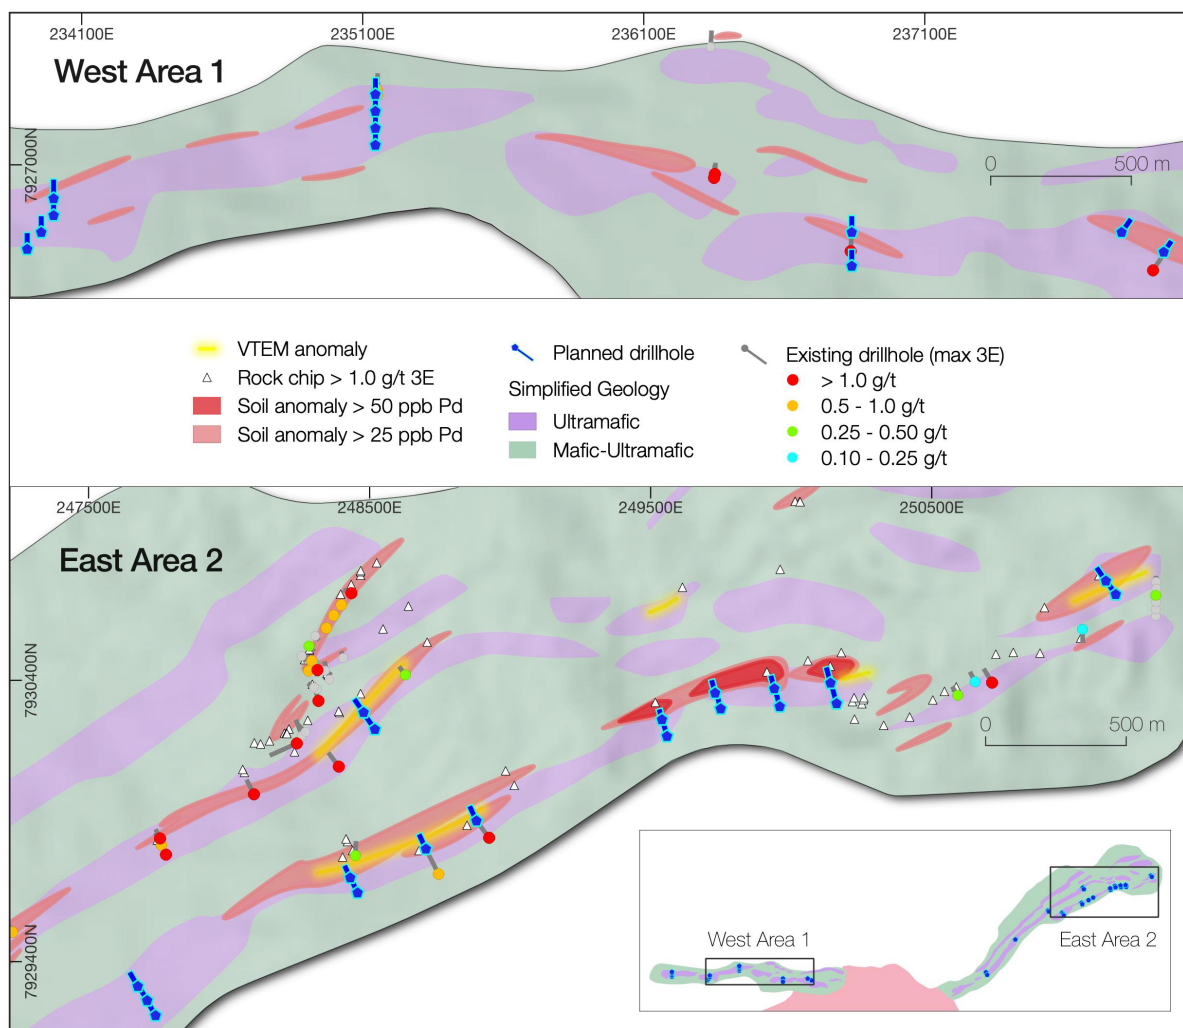 234100E
235100E
236100E
237100E
West Area 1
7927000N
0
500 m
VTEM anomaly
Rock chip > 1.0 g/t 3E
Soil anomaly > 50 ppb Pd
Soil anomaly > 25 ppb Pd
Planned drillhole
Simplified Geology
Ultramafic
Mafic-Ultramafic
Existing drillhole (max 3E)
> 1.0 g/t
0.5 - 1.0 g/t
0.25 - 0.50 g/t
0.10 - 0.25 g/t
247500E
248500E
249500E
250500E
East Area 2
7930400N
0
500 m
7929400N
West Area 1
East Area 2